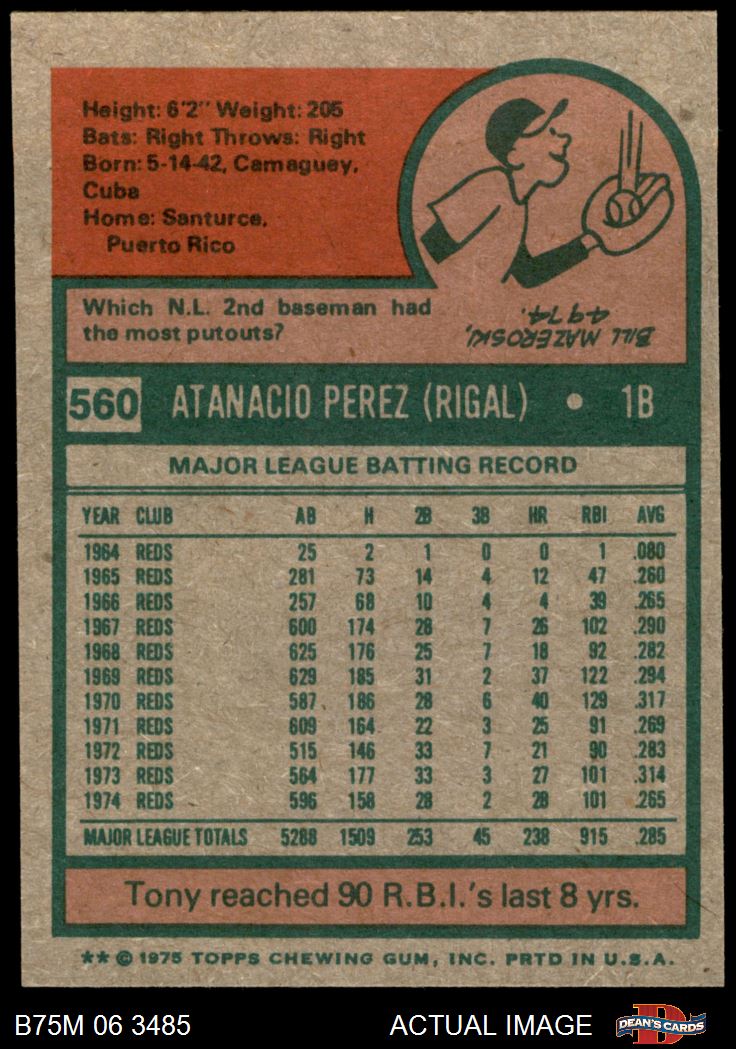 Height: 6'2" Weight: 205
Bats: Right Throws: Right
Born: 5-14-42, Camaguey,
Cuba
Home: Santurce,
Puerto Rico
Which N.L. 2nd baseman had
the most putouts?
BILL MAZEROSKI,
4974.
560 ATANACIO PEREZ (RIGAL) • 1B
MAJOR LEAGUE BATTING RECORD
YEAR CLUB AB H 2B 3B HR RBI AVG
1964 REDS 25 2 1 0 0 1 .080
1965 REDS 281 73 14 4 12 47 .260
1966 REDS 257 68 10 4 4 39 .265
1967 REDS 600 174 28 7 26 102 .290
1968 REDS 625 176 25 7 18 92 .282
1969 REDS 629 185 31 2 37 122 .294
1970 REDS 587 186 28 6 40 129 .317
1971 REDS 609 164 22 3 25 91 .269
1972 REDS 515 146 33 7 21 90 .283
1973 REDS 564 177 33 3 27 101 .314
1974 REDS 596 158 28 2 28 101 .265
MAJOR LEAGUE TOTALS 5288 1509 253 45 238 915 .285
Tony reached 90 R.B.I.'s last 8 yrs.
** © 1975 TOPPS CHEWING GUM, INC. PRTD IN U.S.A.
B75M 06 3485 ACTUAL IMAGE D DEAN'S CARDS